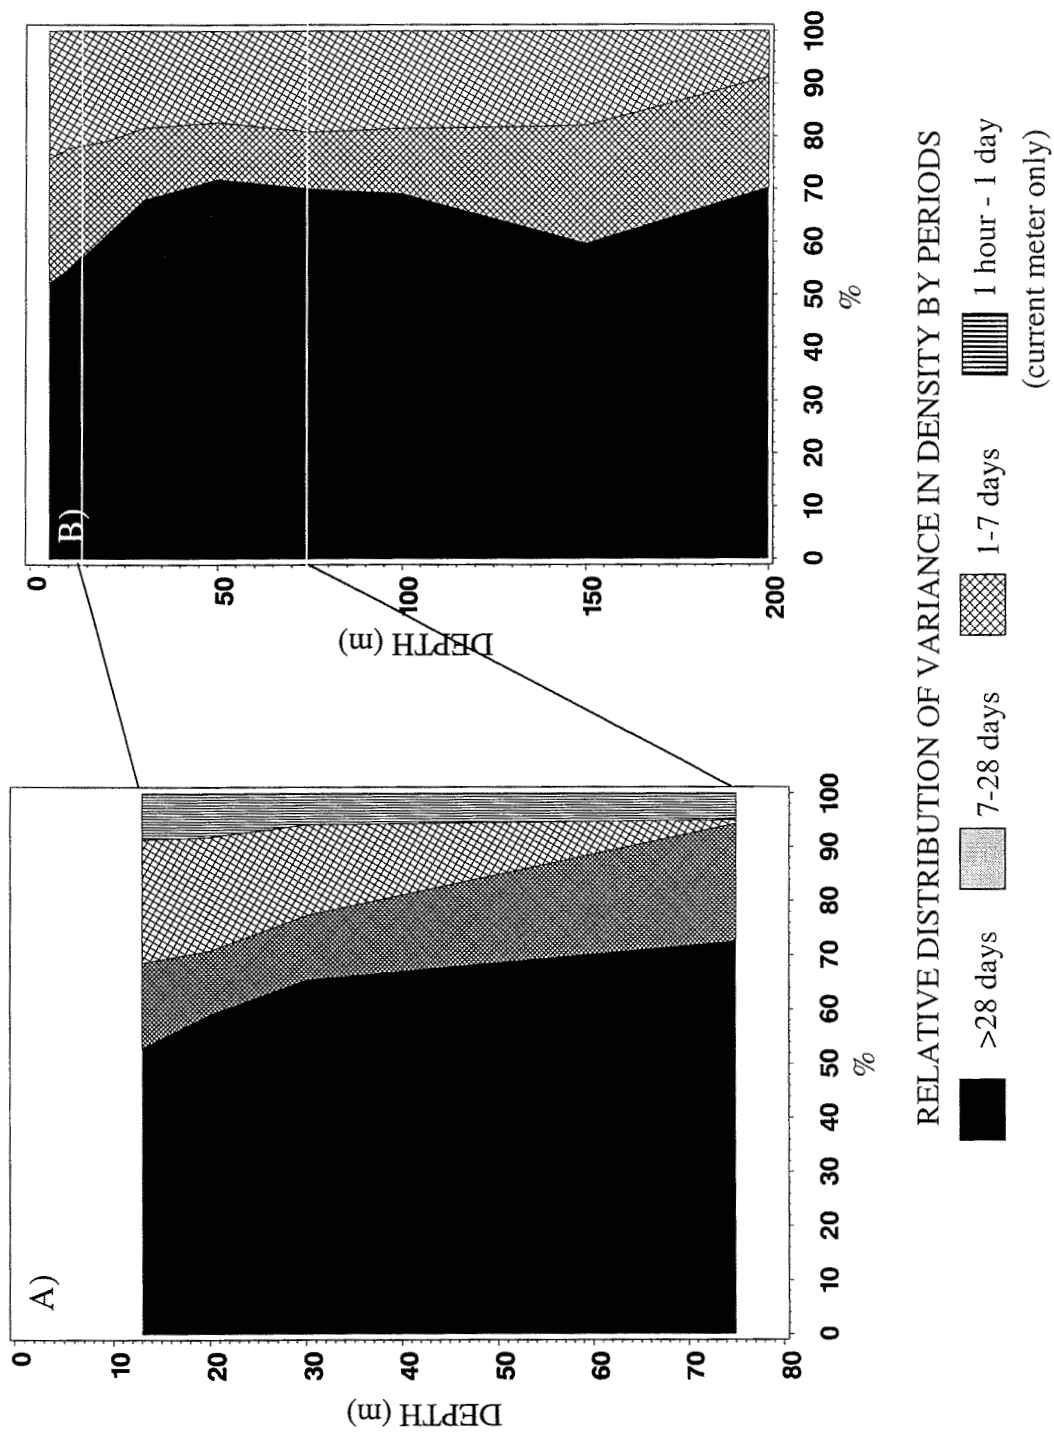 A)
0
10
20
30
40
50
60
70
80
DEPTH (m)
0 10 20 30 40 50 60 70 80 90 100
%
B)
0
50
100
150
200
DEPTH (m)
0 10 20 30 40 50 60 70 80 90 100
%
RELATIVE DISTRIBUTION OF VARIANCE IN DENSITY BY PERIODS
>28 days 7-28 days 1-7 days 1 hour - 1 day
(current meter only)